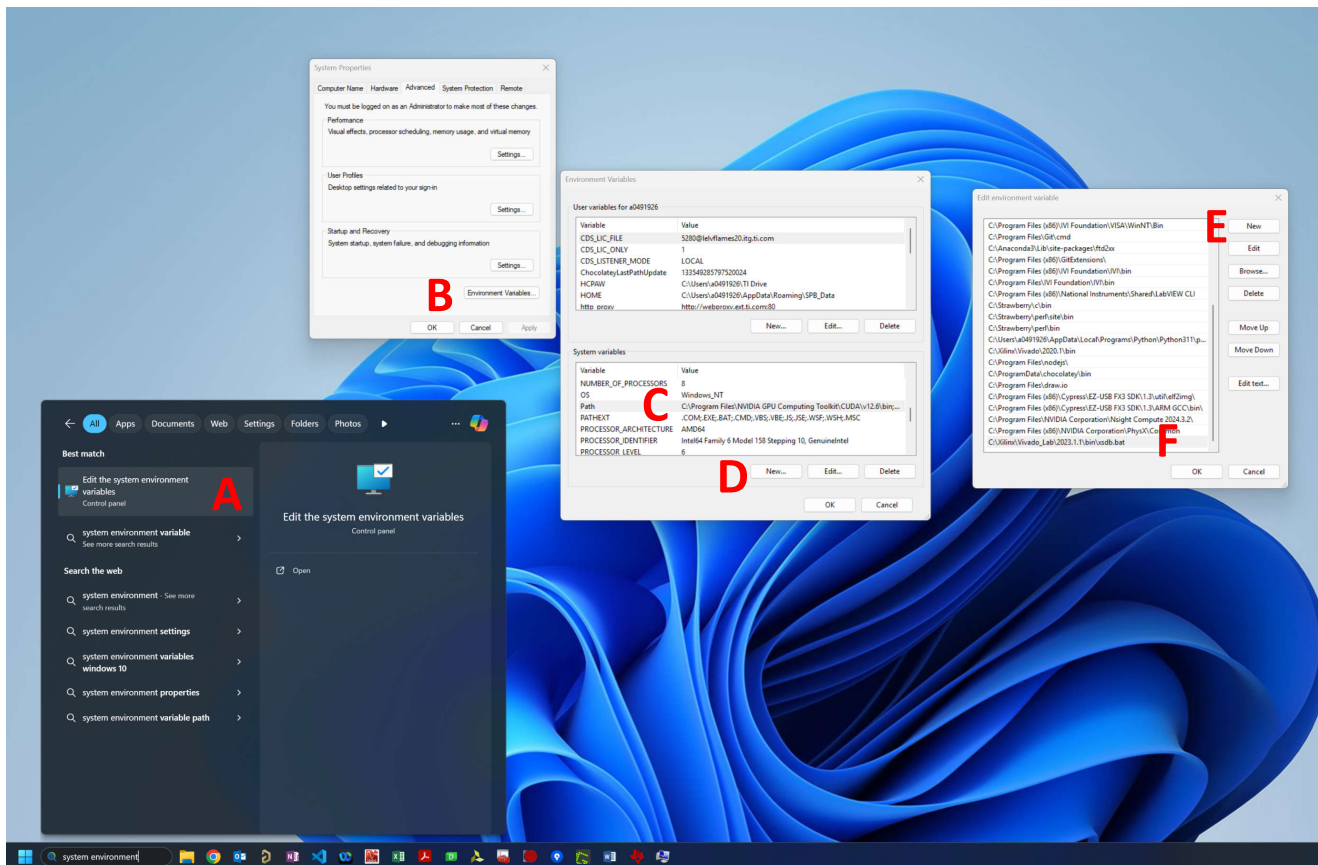 System Properties
Computer Name Hardware Advanced System Protection Remote
You must be logged on as an Administrator to make most of these changes.
Performance
Visual effects, processor scheduling, memory usage, and virtual memory
Settings...
User Profiles
Desktop settings related to your sign-in
Settings...
Startup and Recovery
System startup, system failure, and debugging information
Settings...
B
Environment Variables...
OK Cancel Apply
Environment Variables
User variables for a0491926
Variable Value
CDS_LIC_FILE 5280@lelvflames20.itg.ti.com
CDS_LIC_ONLY 1
CDS_LISTENER_MODE LOCAL
ChocolateyLastPathUpdate 133549285797520024
HCPAW C:\Users\a0491926\TI Drive
HOME C:\Users\a0491926\AppData\Roaming\SPB_Data
http_proxy http://webproxy.ext.ti.com:80
New... Edit... Delete
System variables
Variable Value
NUMBER_OF_PROCESSORS 8
OS Windows_NT
C
Path C:\Program Files\NVIDIA GPU Computing Toolkit\CUDA\v12.6\bin;...
PATHEXT .COM;.EXE;.BAT;.CMD;.VBS;.VBE;.JS;.JSE;.WSF;.WSH;.MSC
PROCESSOR_ARCHITECTURE AMD64
PROCESSOR_IDENTIFIER Intel64 Family 6 Model 158 Stepping 10, GenuineIntel
PROCESSOR_LEVEL 6
D
New... Edit... Delete
OK Cancel
Edit environment variable
C:\Program Files (x86)\IVI Foundation\VISA\WinNT\Bin
C:\Program Files\Git\cmd
C:\Anaconda3\Lib\site-packages\ftd2xx
C:\Program Files (x86)\GitExtensions\
C:\Program Files (x86)\IVI Foundation\IVI\bin
C:\Program Files\IVI Foundation\IVI\bin
C:\Program Files (x86)\National Instruments\Shared\LabVIEW CLI
C:\Strawberry\c\bin
C:\Strawberry\perl\site\bin
C:\Strawberry\perl\bin
C:\Users\a0491926\AppData\Local\Programs\Python\Python311\p...
C:\Xilinx\Vivado\2020.1\bin
C:\Program Files\nodejs\
C:\ProgramData\chocolatey\bin
C:\Program Files\draw.io
C:\Program Files (x86)\Cypress\EZ-USB FX3 SDK\1.3\util\elf2img\
C:\Program Files (x86)\Cypress\EZ-USB FX3 SDK\1.3\ARM GCC\bin\
C:\Program Files\NVIDIA Corporation\Nsight Compute 2024.3.2\
C:\Program Files (x86)\NVIDIA Corporation\PhysX\Common
C:\Xilinx\Vivado_Lab\2023.1.1\bin\xsdb.bat
E
New
Edit
Browse...
Delete
Move Up
Move Down
Edit text...
F
OK Cancel
All Apps Documents Web Settings Folders Photos
Best match
Edit the system environment
variables
Control panel
A
system environment variable
See more search results
Search the web
system environment - See more
search results
system environment settings
system environment variables
windows 10
system environment properties
system environment variable path
Edit the system environment variables
Control panel
Open
system environment